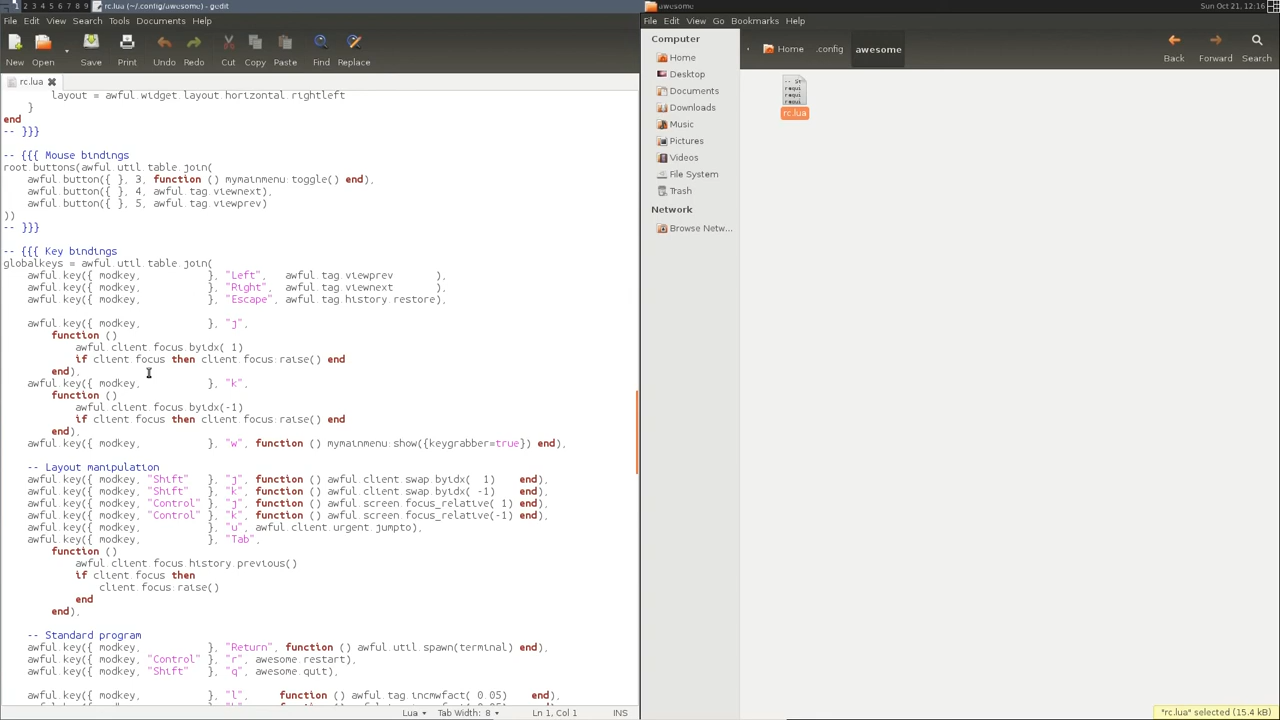 1 2 3 4 5 6 7 8 9 rc.lua (~/.config/awesome) - gedit
File Edit View Search Tools Documents Help
New Open Save Print Undo Redo Cut Copy Paste Find Replace
rc.lua
layout = awful.widget.layout.horizontal.rightleft
}
end
-- }}}
-- {{{ Mouse bindings
root.buttons(awful.util.table.join(
awful.button({ }, 3, function () mymainmenu:toggle() end),
awful.button({ }, 4, awful.tag.viewnext),
awful.button({ }, 5, awful.tag.viewprev)
))
-- }}}
-- {{{ Key bindings
globalkeys = awful.util.table.join(
awful.key({ modkey, }, "Left", awful.tag.viewprev ),
awful.key({ modkey, }, "Right", awful.tag.viewnext ),
awful.key({ modkey, }, "Escape", awful.tag.history.restore),
awful.key({ modkey, }, "j",
function ()
awful.client.focus.byidx( 1)
if client.focus then client.focus:raise() end
end),
awful.key({ modkey, }, "k",
function ()
awful.client.focus.byidx(-1)
if client.focus then client.focus:raise() end
end),
awful.key({ modkey, }, "w", function () mymainmenu:show({keygrabber=true}) end),
-- Layout manipulation
awful.key({ modkey, "Shift" }, "j", function () awful.client.swap.byidx( 1) end),
awful.key({ modkey, "Shift" }, "k", function () awful.client.swap.byidx( -1) end),
awful.key({ modkey, "Control" }, "j", function () awful.screen.focus_relative( 1) end),
awful.key({ modkey, "Control" }, "k", function () awful.screen.focus_relative(-1) end),
awful.key({ modkey, }, "u", awful.client.urgent.jumpto),
awful.key({ modkey, }, "Tab",
function ()
awful.client.focus.history.previous()
if client.focus then
client.focus:raise()
end
end),
-- Standard program
awful.key({ modkey, }, "Return", function () awful.util.spawn(terminal) end),
awful.key({ modkey, "Control" }, "r", awesome.restart),
awful.key({ modkey, "Shift" }, "q", awesome.quit),
awful.key({ modkey, }, "l", function () awful.tag.incmwfact( 0.05) end),
Lua Tab Width: 8 Ln 1, Col 1 INS
awesome Sun Oct 21, 12:16
File Edit View Go Bookmarks Help
Computer
Home
Desktop
Documents
Downloads
Music
Pictures
Videos
File System
Trash
Network
Browse Netw...
Home .config awesome
Back Forward Search
-- St
requi
requi
requi
rc.lua
"rc.lua" selected (15.4 kB)